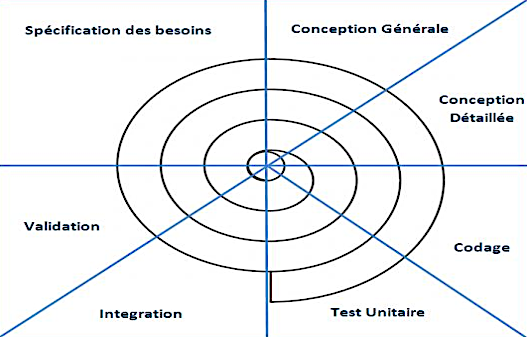 Spécification des besoins
Conception Générale
Conception
Détaillée
Validation
Codage
Integration
Test Unitaire